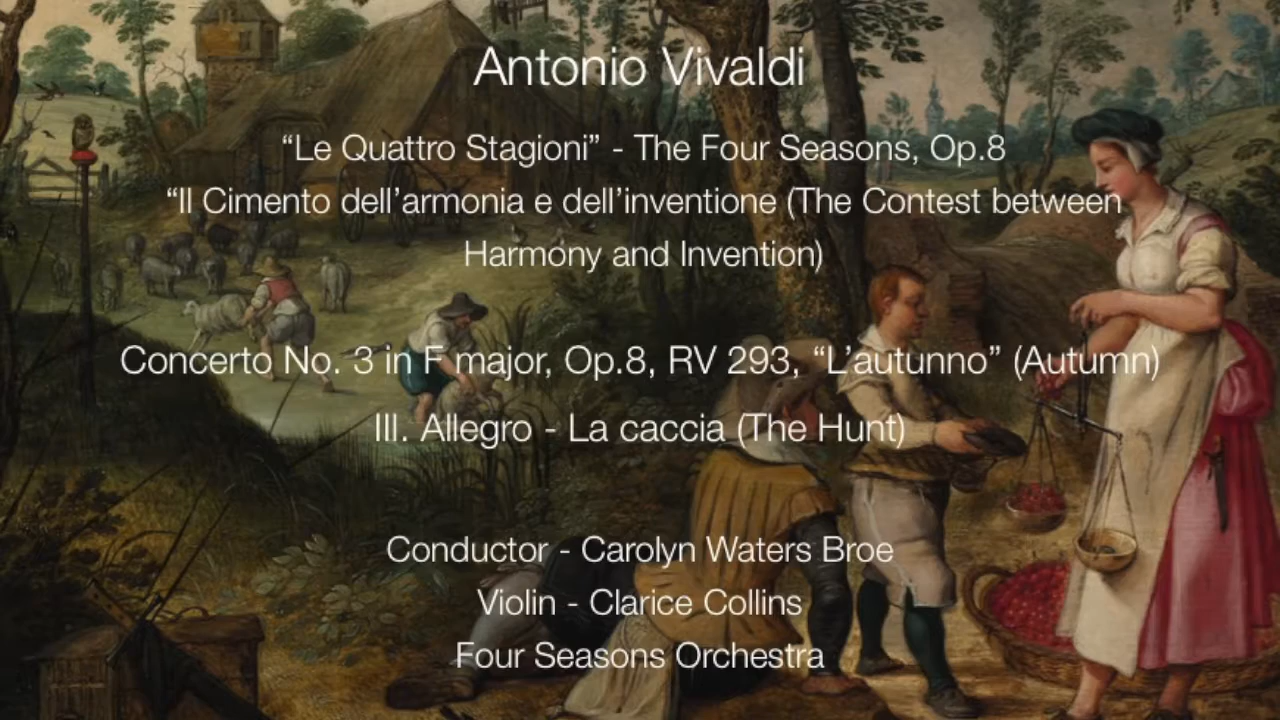 Antonio Vivaldi
“Le Quattro Stagioni” - The Four Seasons, Op.8
“Il Cimento dell’armonia e dell’inventione (The Contest between
Harmony and Invention)
Concerto No. 3 in F major, Op.8, RV 293, “L’autunno” (Autumn)
III. Allegro - La caccia (The Hunt)
Conductor - Carolyn Waters Broe
Violin - Clarice Collins
Four Seasons Orchestra